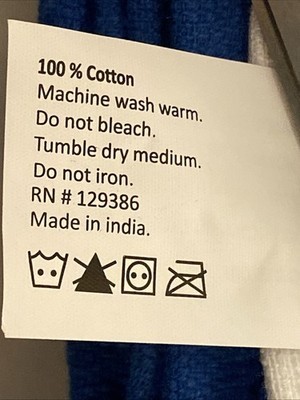 100 % Cotton
Machine wash warm.
Do not bleach.
Tumble dry medium.
Do not iron.
RN # 129386
Made in india.